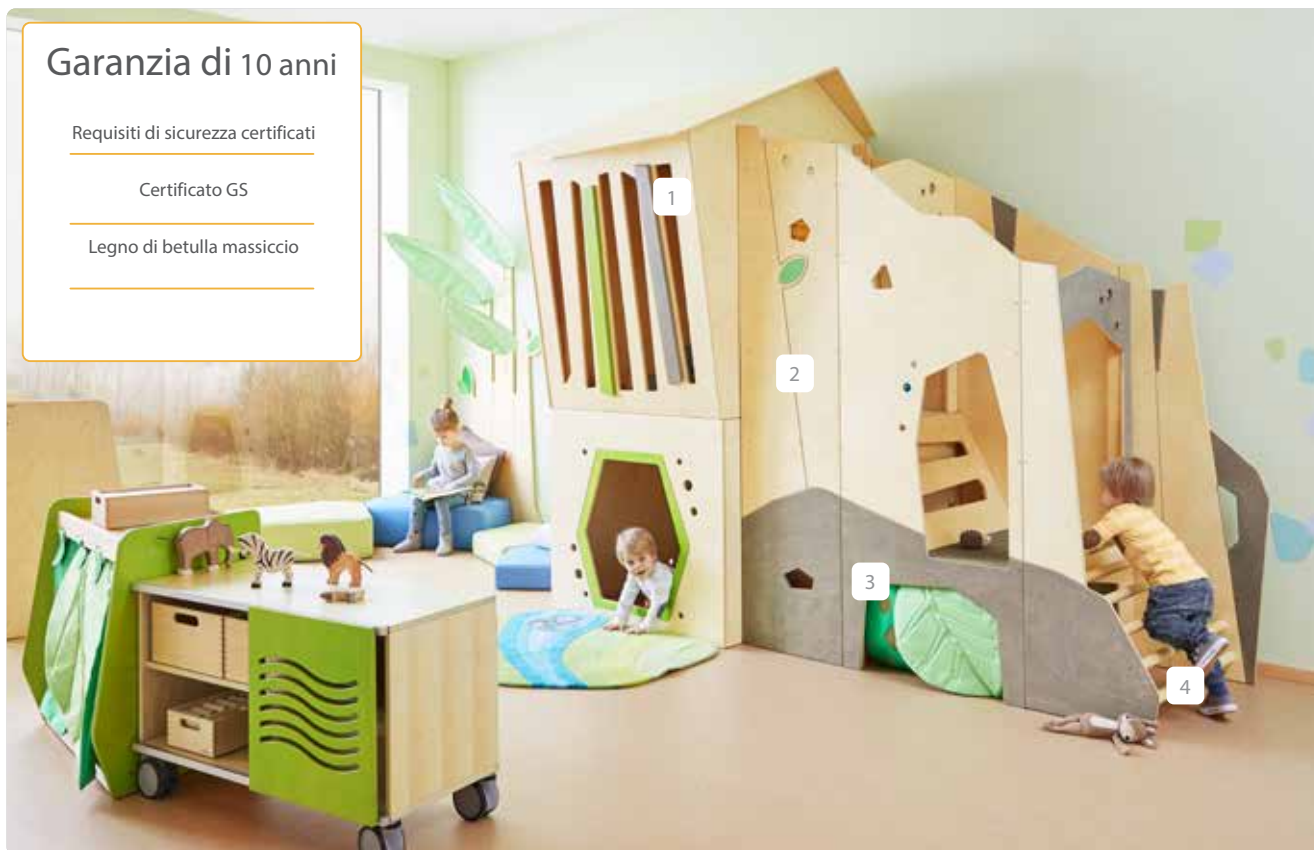 Garanzia di 10 anni
Requisiti di sicurezza certificati
Certificato GS
Legno di betulla massiccio
1
2
3
4